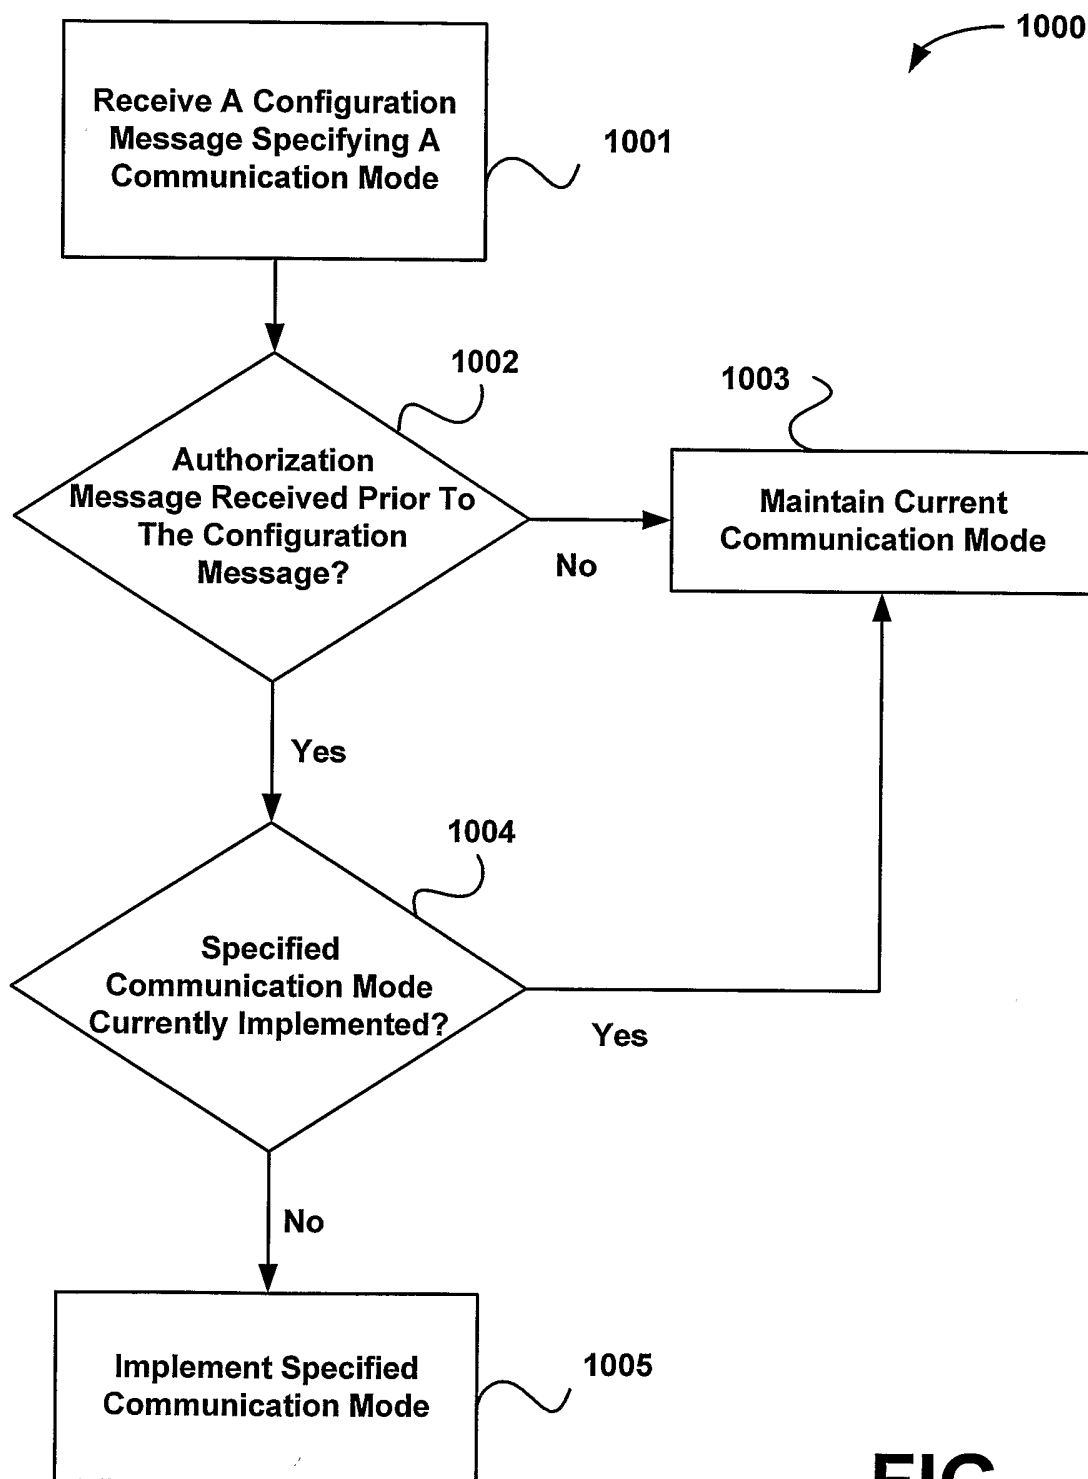 1000
Receive A Configuration
Message Specifying A
Communication Mode
1001
1002
Authorization
Message Received Prior To
The Configuration
Message?
1003
Maintain Current
Communication Mode
No
Yes
1004
Specified
Communication Mode
Currently Implemented?
Yes
No
Implement Specified
Communication Mode
1005
FIG